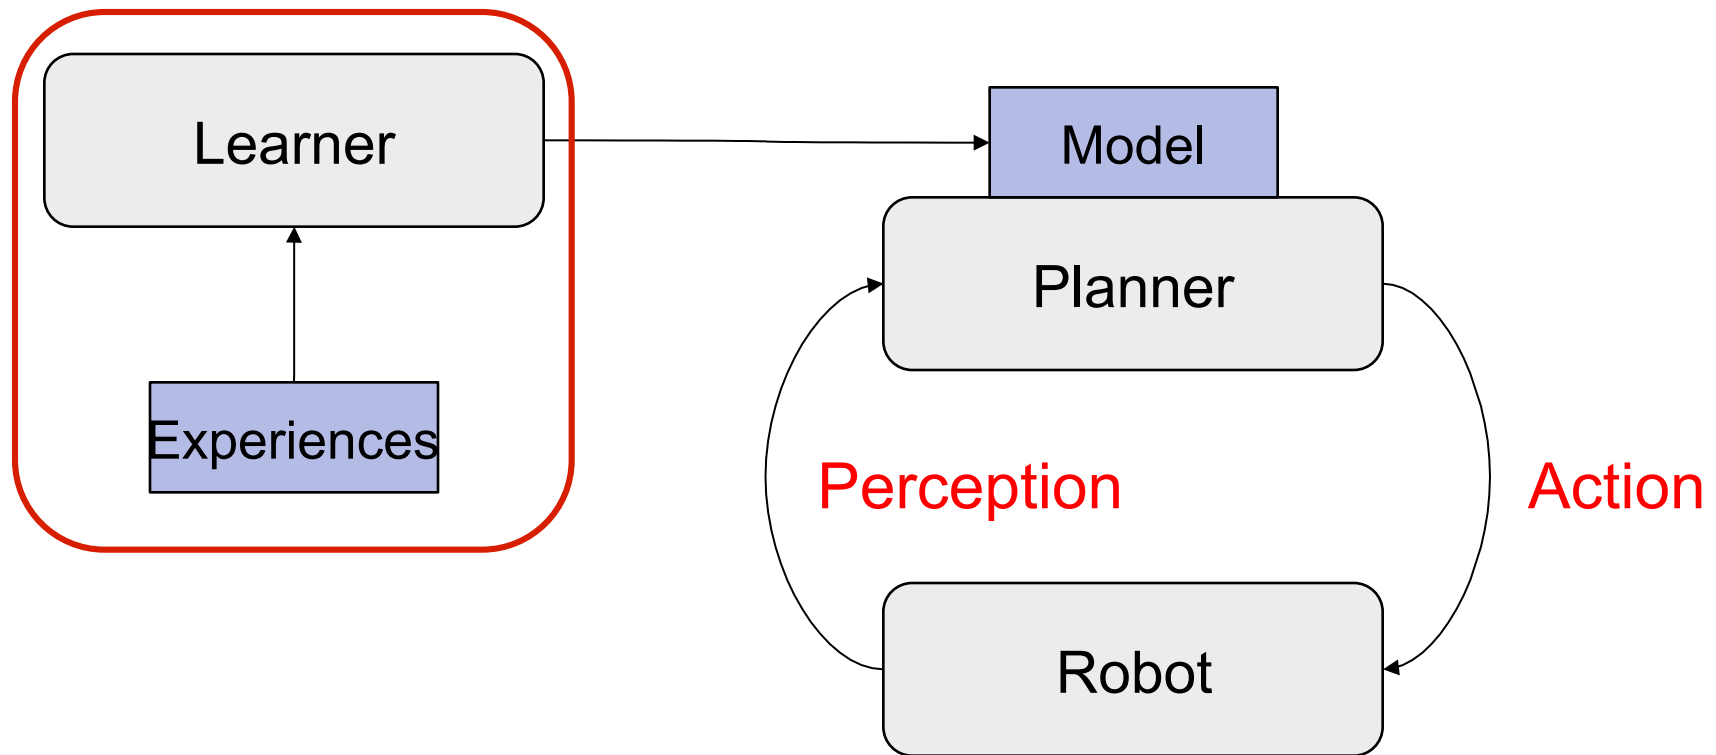 Learner
Model
Planner
Experiences
Perception
Action
Robot